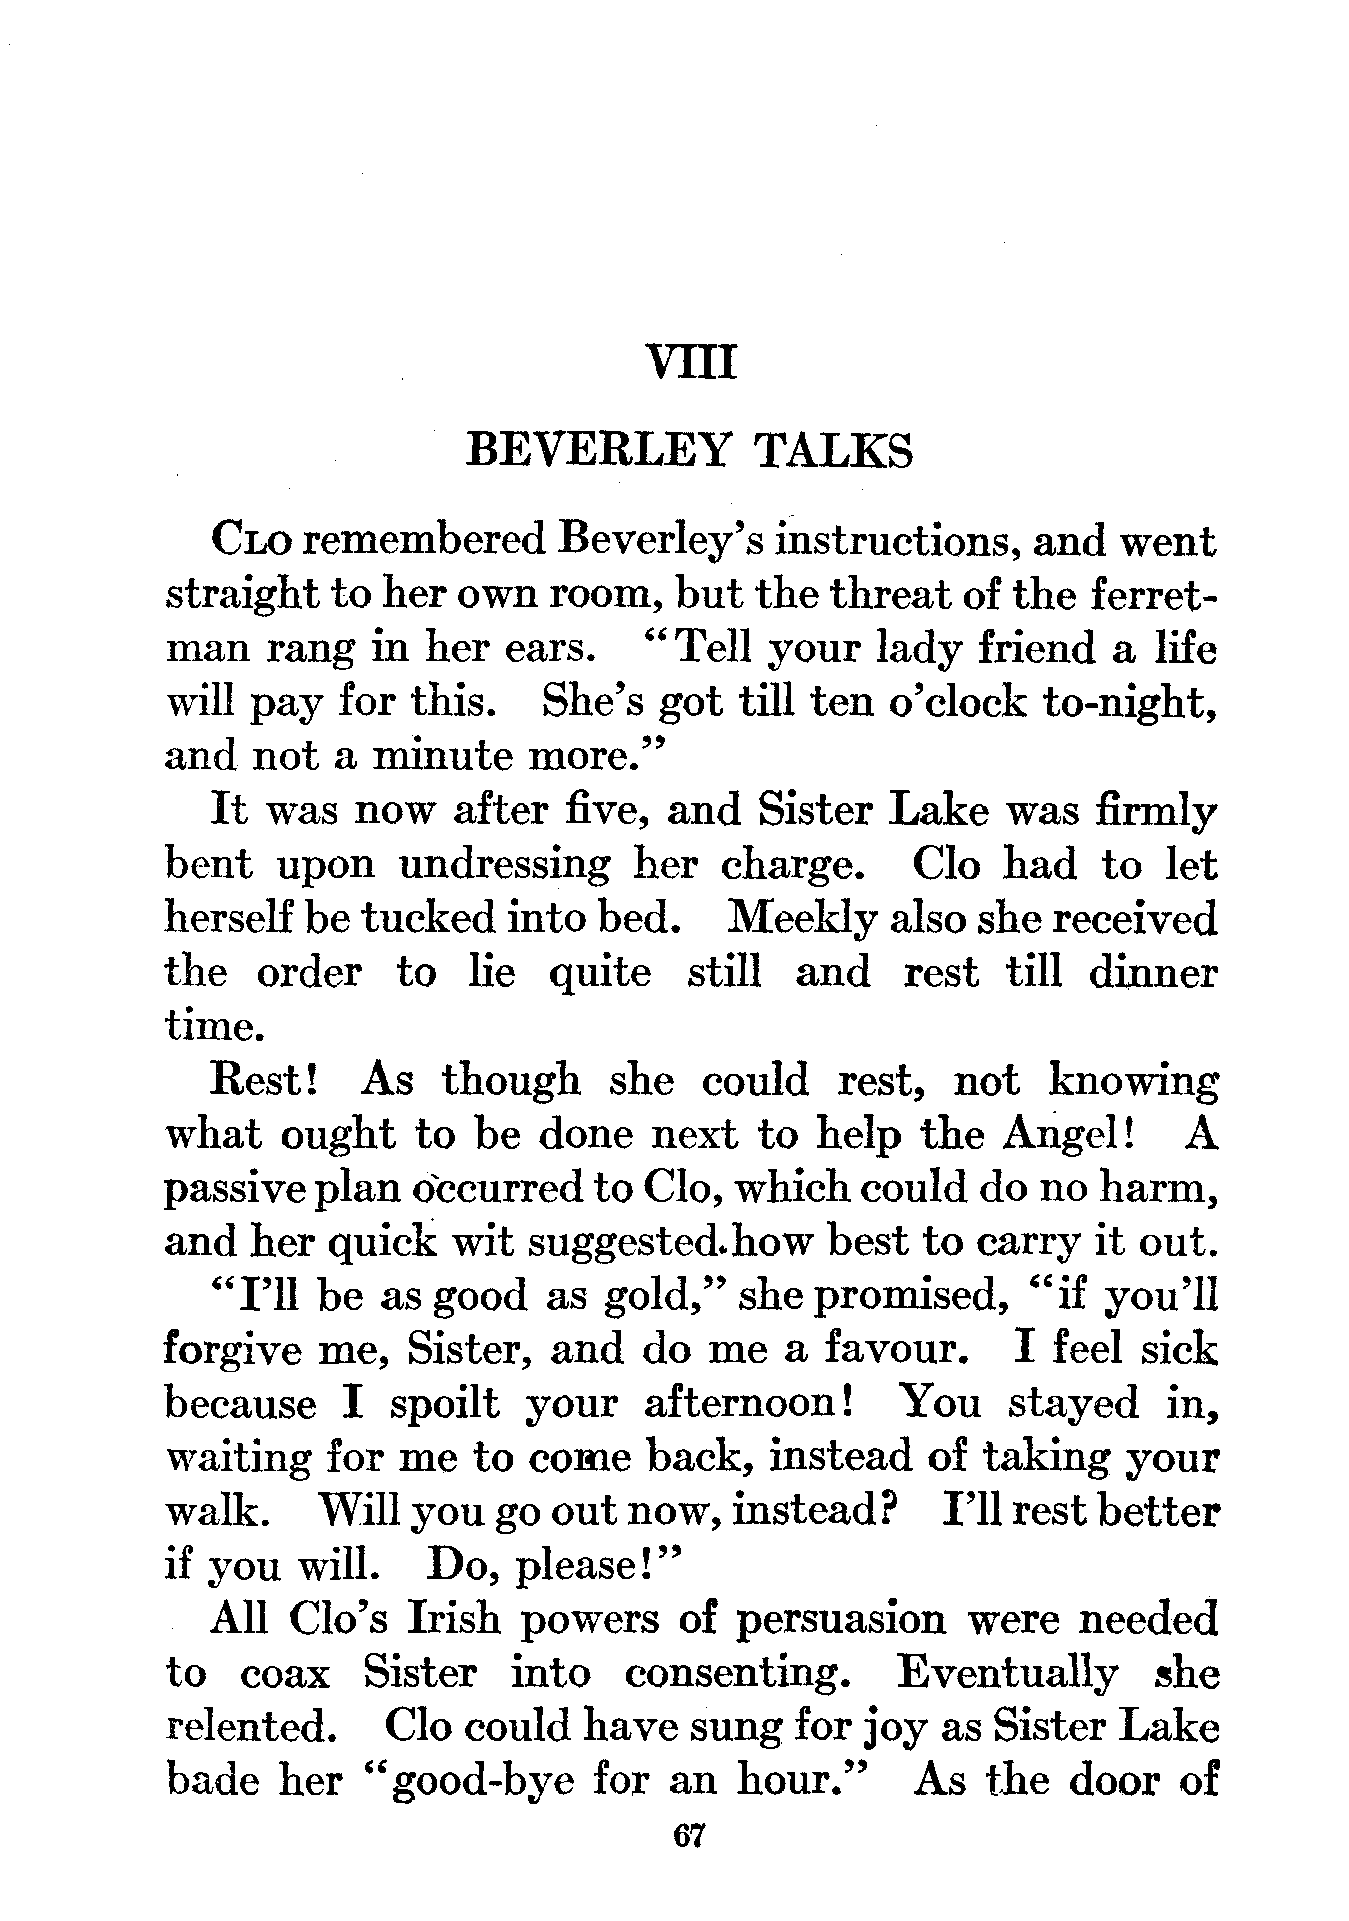 VIII
BEVERLEY TALKS
CLO remembered Beverley's instructions, and went
straight to her own room, but the threat of the ferret-
man rang in her ears. "Tell your lady friend a life
will pay for this. She's got till ten o'clock to-night,
and not a minute more."
It was now after five, and Sister Lake was firmly
bent upon undressing her charge. Clo had to let
herself be tucked into bed. Meekly also she received
the order to lie quite still and rest till dinner
time.
Rest! As though she could rest, not knowing
what ought to be done next to help the Angel! A
passive plan occurred to Clo, which could do no harm,
and her quick wit suggested how best to carry it out.
"I'll be as good as gold," she promised, "if you'll
forgive me, Sister, and do me a favour. I feel sick
because I spoilt your afternoon! You stayed in,
waiting for me to come back, instead of taking your
walk. Will you go out now, instead? I'll rest better
if you will. Do, please!"
All Clo's Irish powers of persuasion were needed
to coax Sister into consenting. Eventually she
relented. Clo could have sung for joy as Sister Lake
bade her "good-bye for an hour." As the door of
67